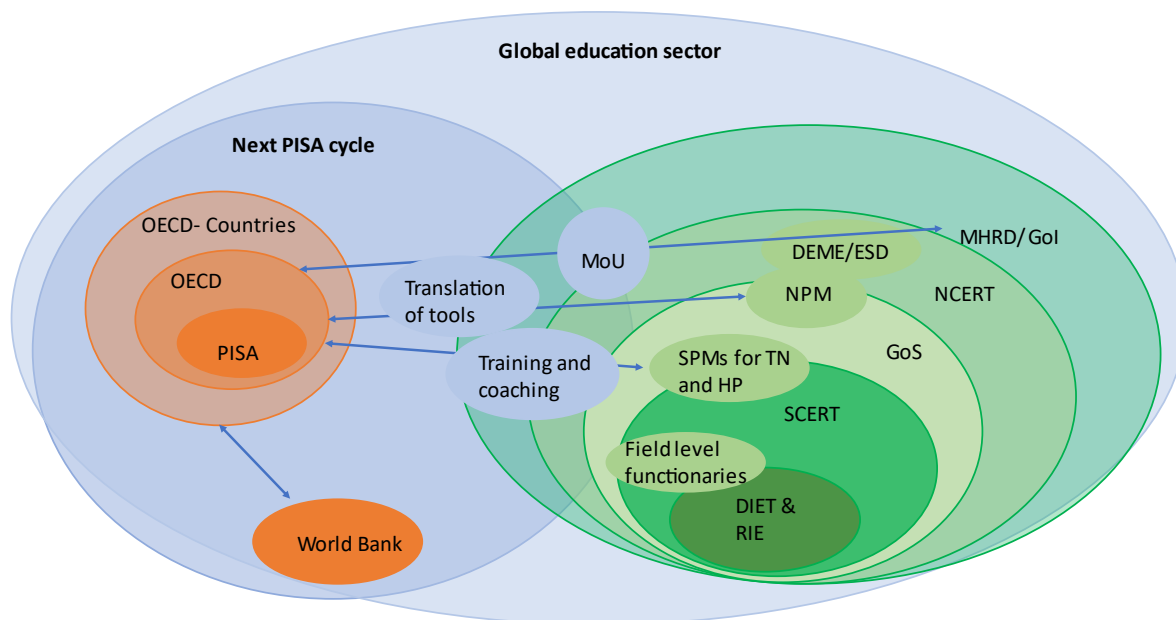 Global education sector
Next PISA cycle
OECD- Countries
OECD
PISA
World Bank
MoU
Translation
of tools
Training and
coaching
MHRD/ GoI
DEME/ESD
NCERT
NPM
GoS
SPMs for TN
and HP
SCERT
Field level
functionaries
DIET &
RIE